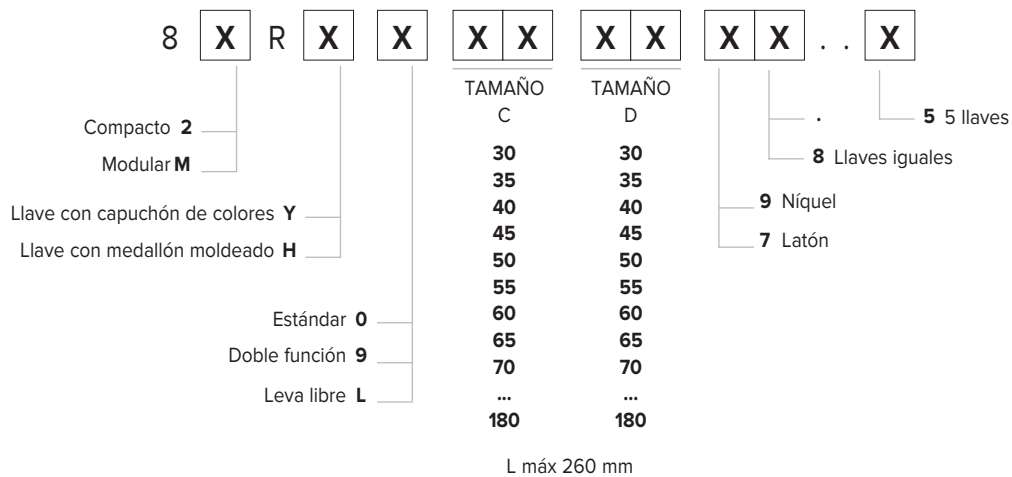 8 X R X X X X X X X X . . X
TAMAÑO TAMAÑO
C D
Compacto 2
Modular M
. 5 5 llaves
30 30
8 Llaves iguales
35 35
Llave con capuchón de colores Y
40 40
9 Níquel
Llave con medallón moldeado H
45 45
7 Latón
50 50
55 55
Estándar 0
60 60
Doble función 9
65 65
70 70
Leva libre L
... ...
180 180
L máx 260 mm